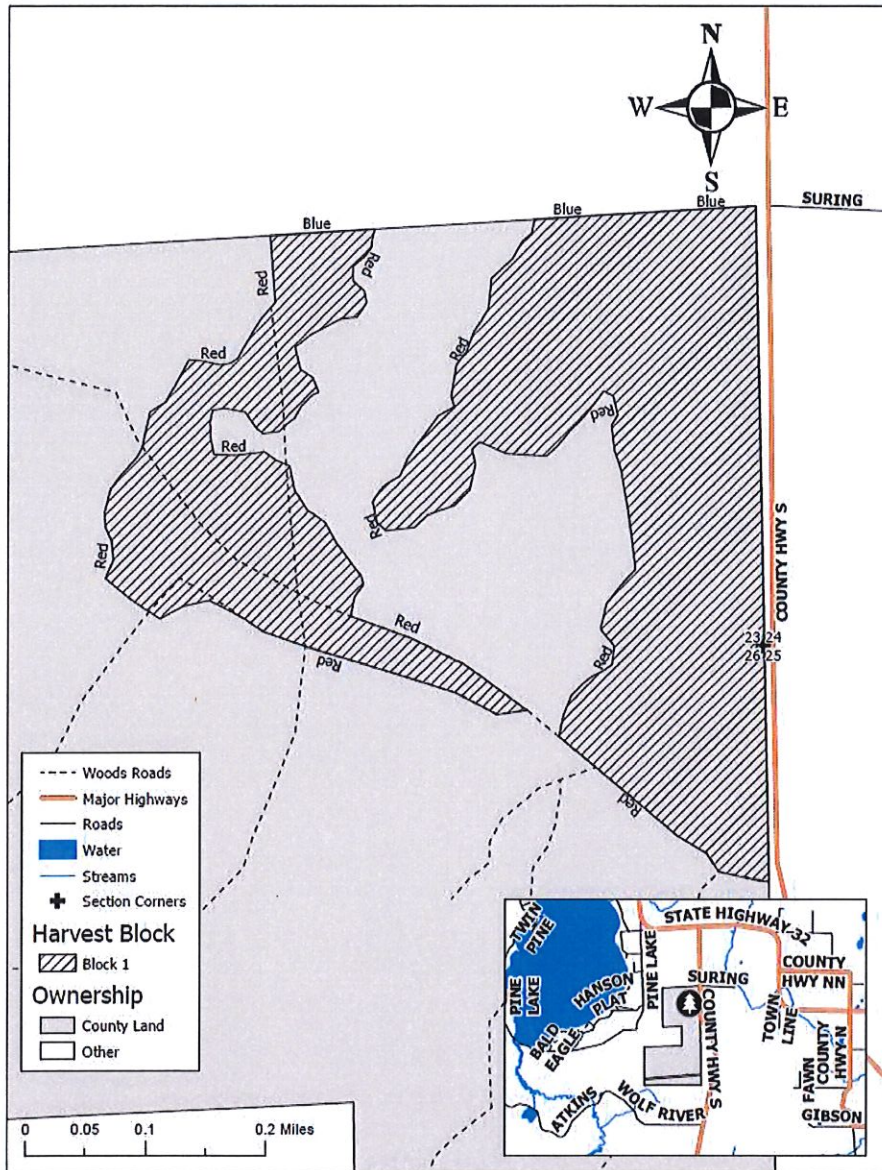 N
W
E
S
SURING
Blue
Blue
Blue
Red
Red
Red
Red
Red
Red
Red
Red
Red
Red
Red
Red
Red
COUNTY HWY S
23 24
26 25
Woods Roads
Major Highways
Roads
Water
Streams
Section Corners
Harvest Block
Block 1
Ownership
County Land
Other
0 0.05 0.1 0.2 Miles
TWIN PINE
PINE LAKE
HANSON PLAT
BALD EAGLE
PINE LAKE
STATE HIGHWAY 32
SURING
COUNTY HWY NN
TOWN LINE
COUNTY HWY S
FAWN
COUNTY HWY N
ATKINS
WOLF RIVER
GIBSON